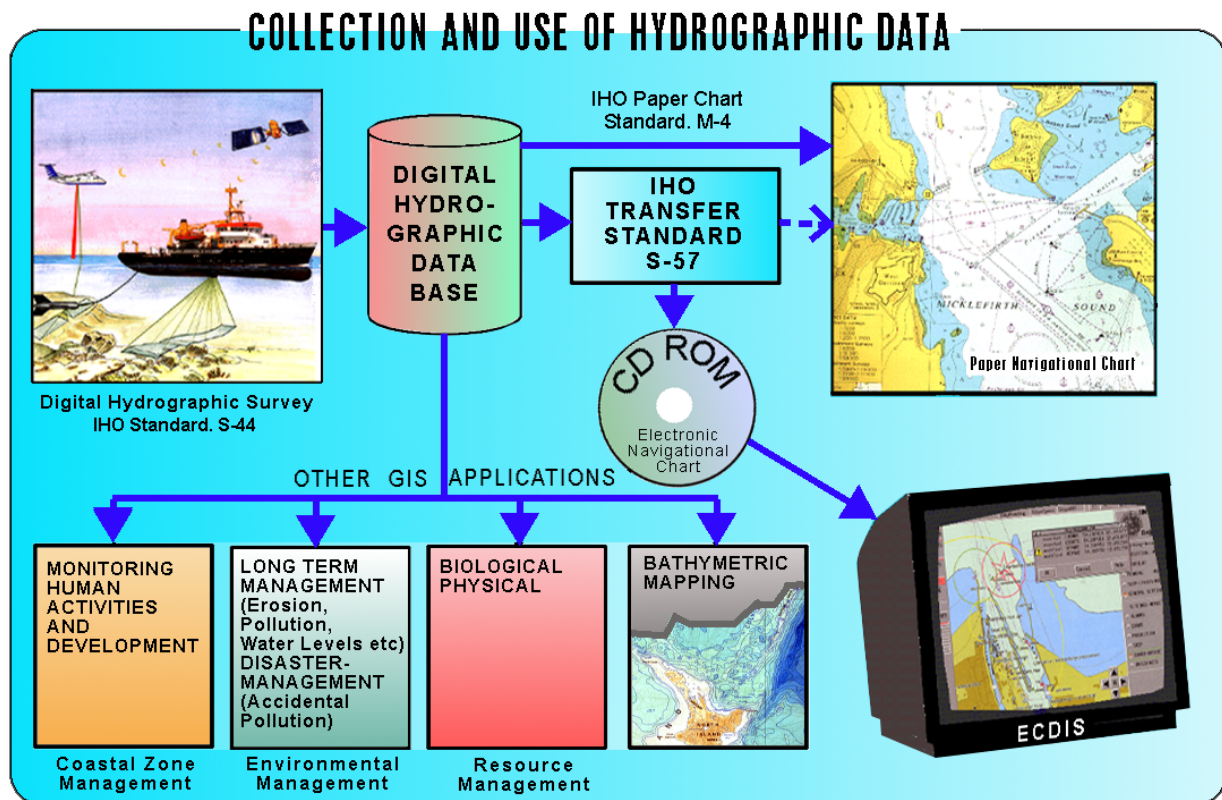 COLLECTION AND USE OF HYDROGRAPHIC DATA
IHO Paper Chart
Standard. M-4
DIGITAL
HYDRO-
GRAPHIC
DATA
BASE
IHO
TRANSFER
STANDARD
S-57
MICKLEFIRTH SOUND
Paper Navigational Chart
Digital Hydrographic Survey
IHO Standard. S-44
CD ROM
Electronic
Navigational
Chart
OTHER GIS APPLICATIONS
MONITORING
HUMAN
ACTIVITIES
AND
DEVELOPMENT
LONG TERM
MANAGEMENT
(Erosion,
Pollution,
Water Levels etc)
DISASTER-
MANAGEMENT
(Accidental
Pollution)
BIOLOGICAL
PHYSICAL
BATHYMETRIC
MAPPING
NORTH
ISLAND
ECDIS
Coastal Zone
Management
Environmental
Management
Resource
Management